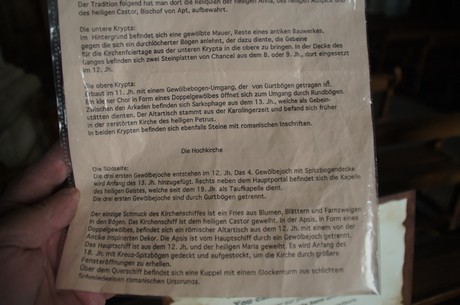 Der Tradition folgend hat man dort die Reliquien der heiligen Anna, des heiligen Auspice und
des heiligen Castor, Bischof von Apt, aufbewahrt.
Die untere Krypta:
Im Hintergrund befindet sich eine gewölbte Mauer, Reste eines antiken Bauwerkes,
gegen die sich ein durchlöcherter Bogen anlehnt, der dazu diente, die Gebeine
für die Kirchenfeiertage aus der unteren Krypta in die obere zu bringen. In der Decke des
Ganges befinden sich zwei Steinplatten von Chancel aus dem 8. oder 9. Jh., dort eingesetzt
im 12. Jh.
Die obere Krypta:
Erbaut im 11. Jh. mit einem Gewölbebogen-Umgang, der von Gurtbögen getragen ist.
Ein kleiner Chor in Form eines Doppelgewölbes öffnet sich zum Umgang durch Rundbögen.
Zwischen den Arkaden befinden sich Sarkophage aus dem 13. Jh., welche als Gebein-
stätten dienten. Der Altartisch stammt aus der Karolingerzeit und befand sich früher
in der zerstörten Kirche des heiligen Petrus.
In beiden Krypten befinden sich ebenfalls Steine mit romanischen Inschriften.
Die Hochkirche
Die Südseite:
Die drei ersten Gewölbejoche entstehen im 12. Jh. Das 4. Gewölbejoch mit Spitzbogendecke
wird Anfang des 13. Jh. hinzugefügt. Rechts neben dem Hauptportal befindet sich die Kapelle
des heiligen Geistes, welche seit dem 19. Jh. als Taufkapelle dient.
Die drei ersten Gewölbejoche sind durch Gurtbögen getrennt.
Der einzige Schmuck des Kirchenschiffes ist ein Fries aus Blumen, Blättern und Farnzweigen
in den Bögen. Das Kirchenschiff ist dem heiligen Castor geweiht. In der Apsis, in Form eines
Doppelgewölbes, befindet sich ein römischer Altartisch aus dem 12. Jh. mit einem von der
Antike inspirierten Dekor. Die Apsis ist vom Hauptschiff durch ein Gewölbejoch getrennt.
Das Hauptschiff ist aus dem 12. Jh. und der heiligen Maria geweiht. Es wird Anfang des
18. Jh. mit Kreuz-Spitzbögen gedeckt und aufgestockt, um die Kirche durch größere
Fensteröffnungen zu erhellen.
Über dem Querschiff befindet sich eine Kuppel mit einem Glockenturm aus schlichten
romanischen Ursprungs.